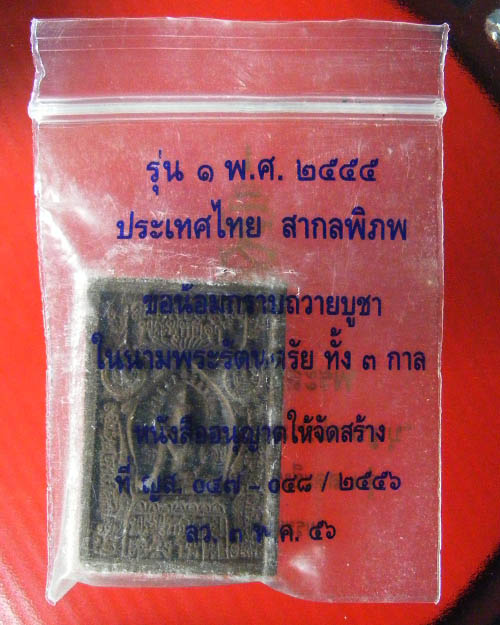 รุ่น ๑ พ.ศ. ๒๕๕๕
ประเทศไทย สากลพิภพ
ขอน้อมกราบถวายบูชา
ในนามพระรัตนตรัย ทั้ง ๓ กาล
หนังสืออนุญาตให้จัดสร้าง
ที่ ญส. ๐๔๗ - ๐๔๘ / ๒๕๕๖
ลว. ๓ พ.ค. ๕๖